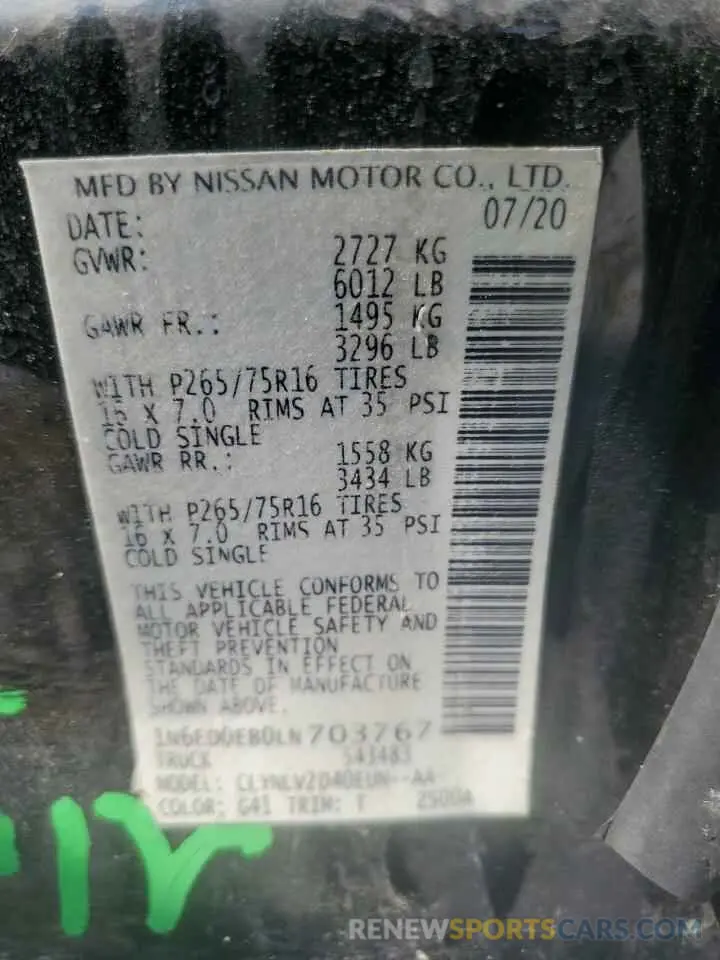 MFD BY NISSAN MOTOR CO., LTD.
DATE: 07/20
GVWR: 2727 KG
6012 LB
GAWR FR.: 1495 KG
3296 LB
WITH P265/75R16 TIRES
16 X 7.0 RIMS AT 35 PSI
COLD SINGLE
GAWR RR.: 1558 KG
3434 LB
WITH P265/75R16 TIRES
16 X 7.0 RIMS AT 35 PSI
COLD SINGLE
THIS VEHICLE CONFORMS TO
ALL APPLICABLE FEDERAL
MOTOR VEHICLE SAFETY AND
THEFT PREVENTION
STANDARDS IN EFFECT ON
THE DATE OF MANUFACTURE
SHOWN ABOVE.
1N6ED0EB0LN703767
TRUCK 543483
MODEL: CLYNLVZD40EUN--AA
COLOR: G41 TRIM: T 2500A
RENEWSPORTSCARS.COM